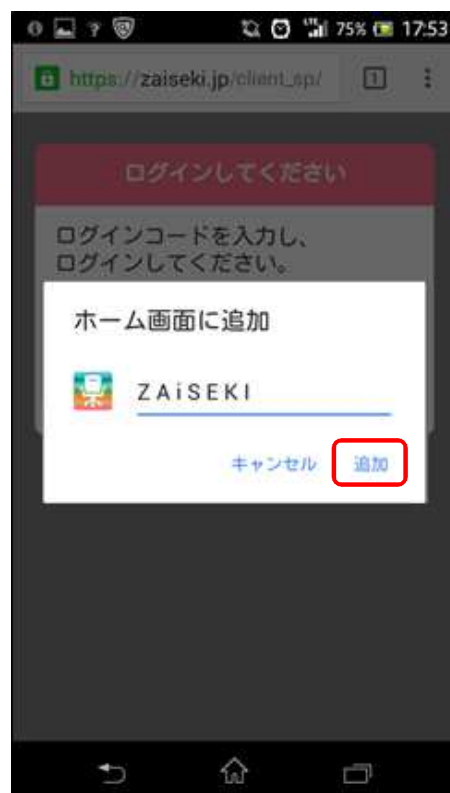 75% 17:53
https://zaiseki.jp/client_sp/ 1
ログインしてください
ログインコードを入力し、
ログインしてください。
ホーム画面に追加
ZAiSEKI
キャンセル 追加